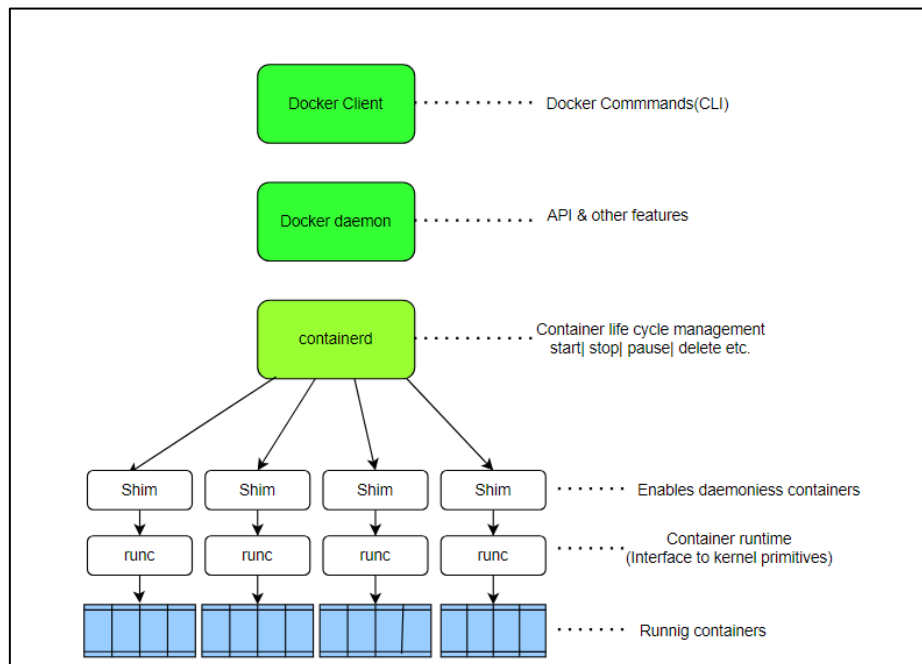 Docker Client
Docker Commmands(CLI)
Docker daemon
API & other features
containerd
Container life cycle management
start| stop| pause| delete etc.
Shim
Shim
Shim
Shim
Enables daemoniess containers
runc
runc
runc
runc
Container runtime
(Interface to kernel primitives)
Runnig containers